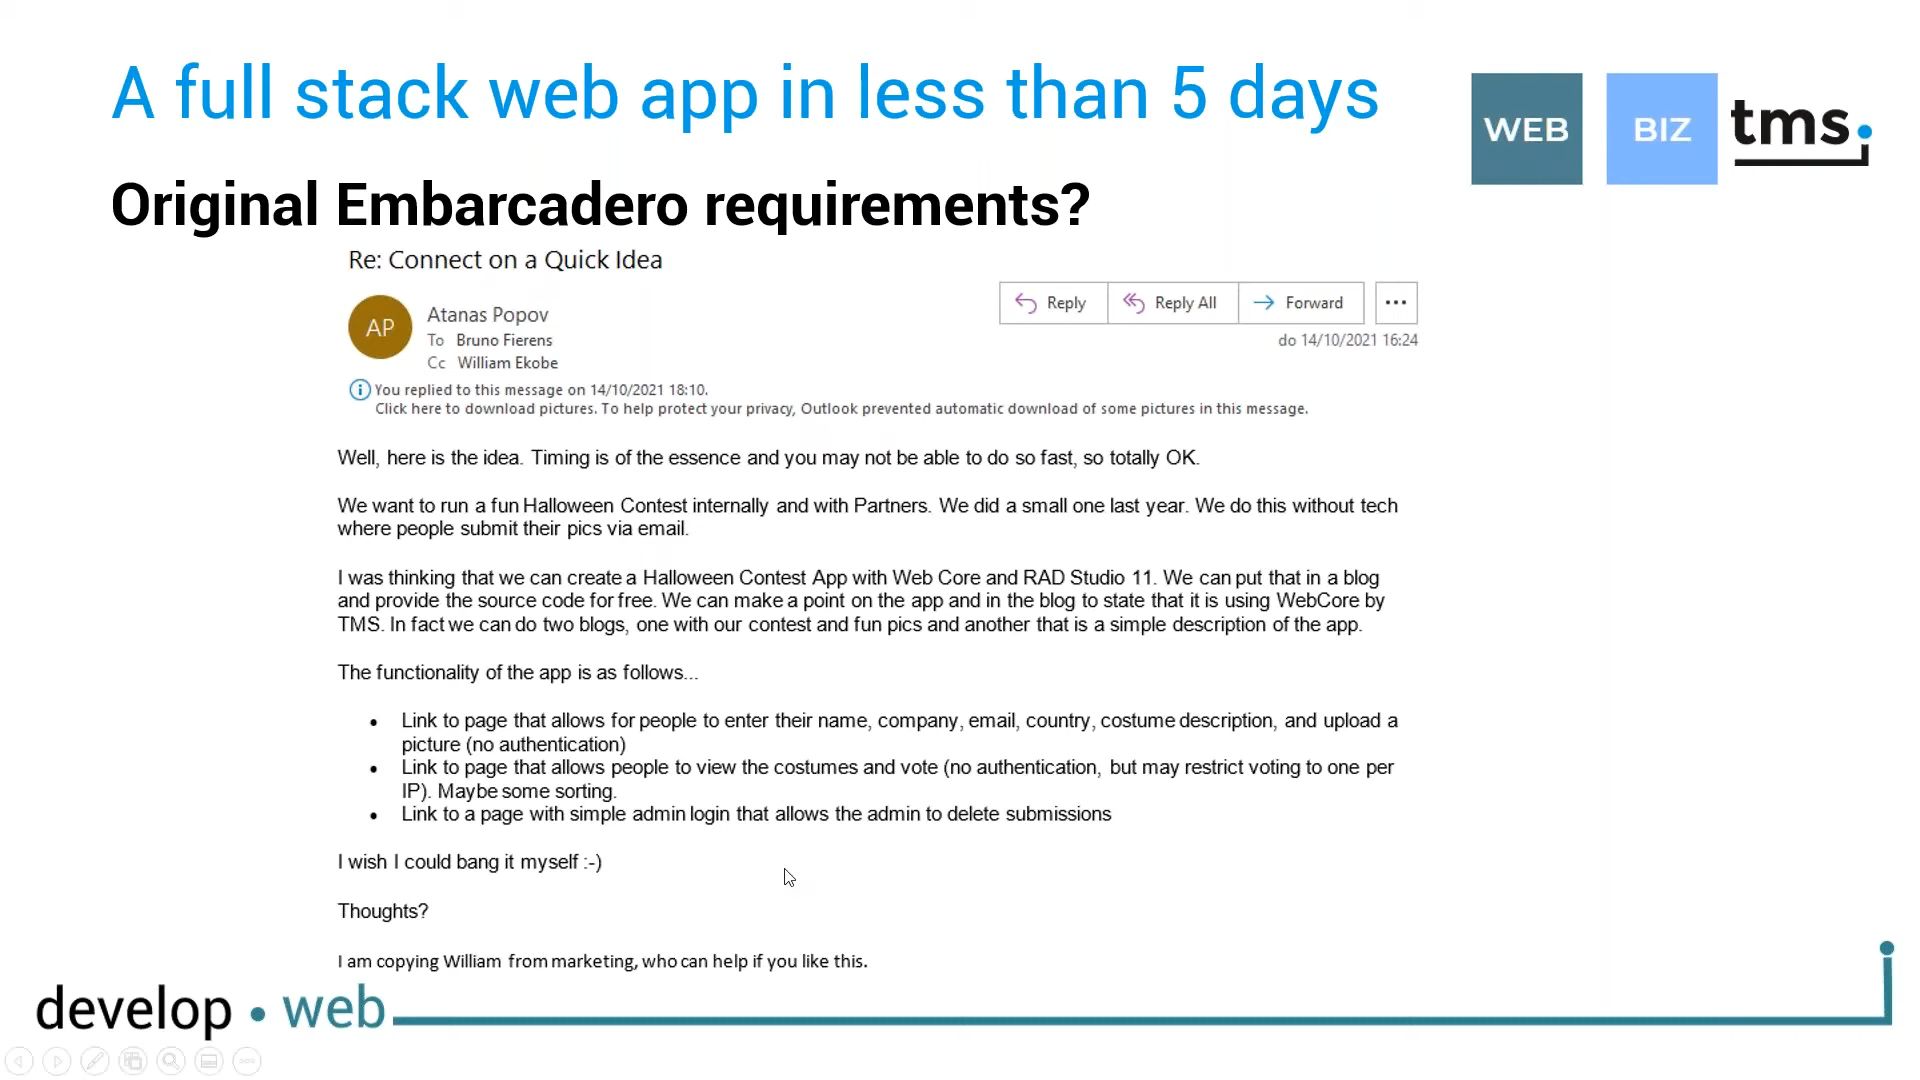 A full stack web app in less than 5 days
WEB
BIZ
tms.
Original Embarcadero requirements?
Re: Connect on a Quick Idea
AP
Atanas Popov
To Bruno Fierens
Cc William Ekobe
Reply
Reply All
Forward
do 14/10/2021 16:24
You replied to this message on 14/10/2021 18:10.
Click here to download pictures. To help protect your privacy, Outlook prevented automatic download of some pictures in this message.
Well, here is the idea. Timing is of the essence and you may not be able to do so fast, so totally OK.
We want to run a fun Halloween Contest internally and with Partners. We did a small one last year. We do this without tech
where people submit their pics via email.
I was thinking that we can create a Halloween Contest App with Web Core and RAD Studio 11. We can put that in a blog
and provide the source code for free. We can make a point on the app and in the blog to state that it is using WebCore by
TMS. In fact we can do two blogs, one with our contest and fun pics and another that is a simple description of the app.
The functionality of the app is as follows...
• Link to page that allows for people to enter their name, company, email, country, costume description, and upload a
picture (no authentication)
• Link to page that allows people to view the costumes and vote (no authentication, but may restrict voting to one per
IP). Maybe some sorting.
• Link to a page with simple admin login that allows the admin to delete submissions
I wish I could bang it myself :-)
Thoughts?
I am copying William from marketing, who can help if you like this.
develop • web